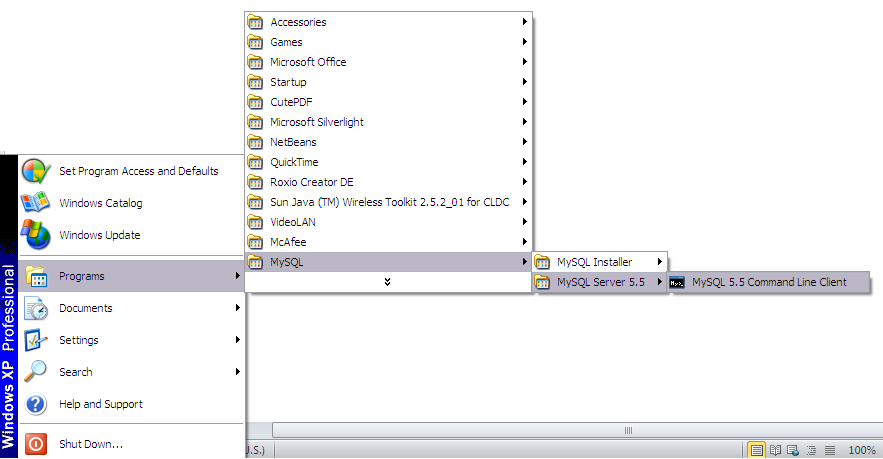 Accessories
Games
Microsoft Office
Startup
CutePDF
Microsoft Silverlight
NetBeans
QuickTime
Roxio Creator DE
Sun Java (TM) Wireless Toolkit 2.5.2_01 for CLDC
VideoLAN
McAfee
MySQL
MySQL Installer
MySQL Server 5.5
MySQL 5.5 Command Line Client
Set Program Access and Defaults
Windows Catalog
Windows Update
Programs
Documents
Settings
Search
Help and Support
Shut Down...
Windows XP Professional
.S.)
100%